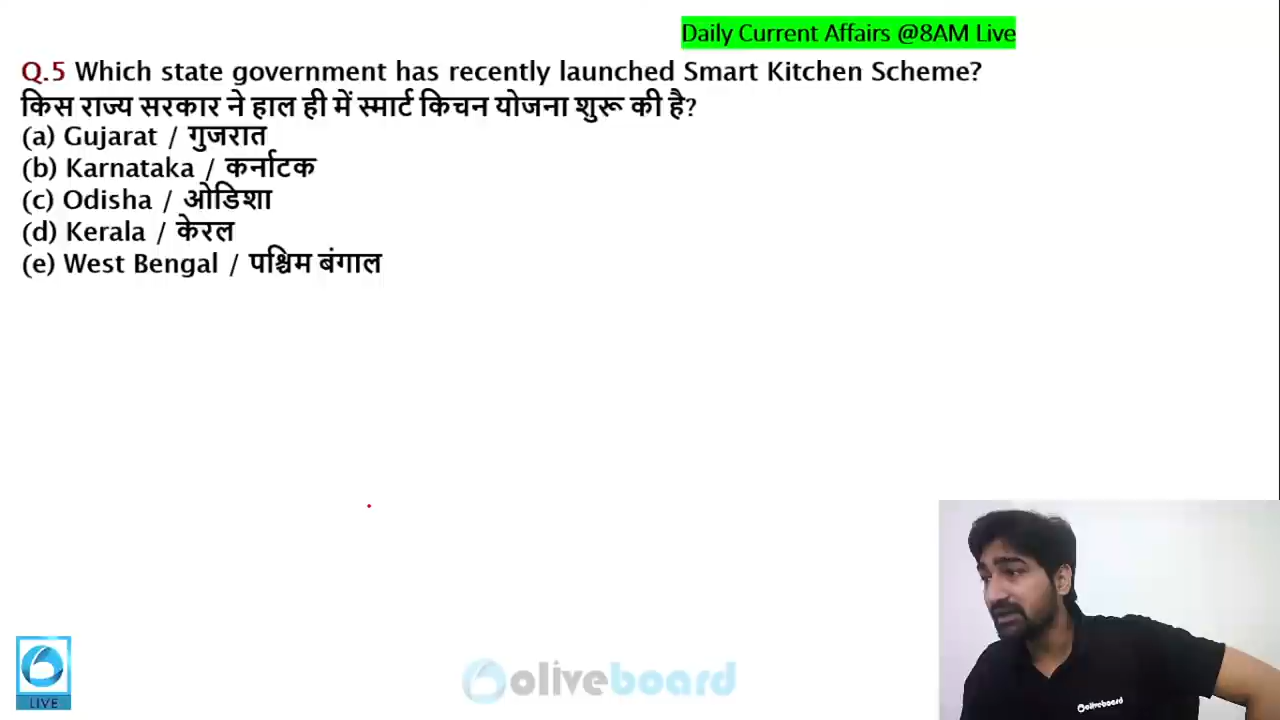 Daily Current Affairs @8AM Live
Q.5 Which state government has recently launched Smart Kitchen Scheme?
किस राज्य सरकार ने हाल ही में स्मार्ट किचन योजना शुरू की है?
(a) Gujarat / गुजरात
(b) Karnataka / कर्नाटक
(c) Odisha / ओडिशा
(d) Kerala / केरल
(e) West Bengal / पश्चिम बंगाल
LIVE
oliveboard
oliveboard